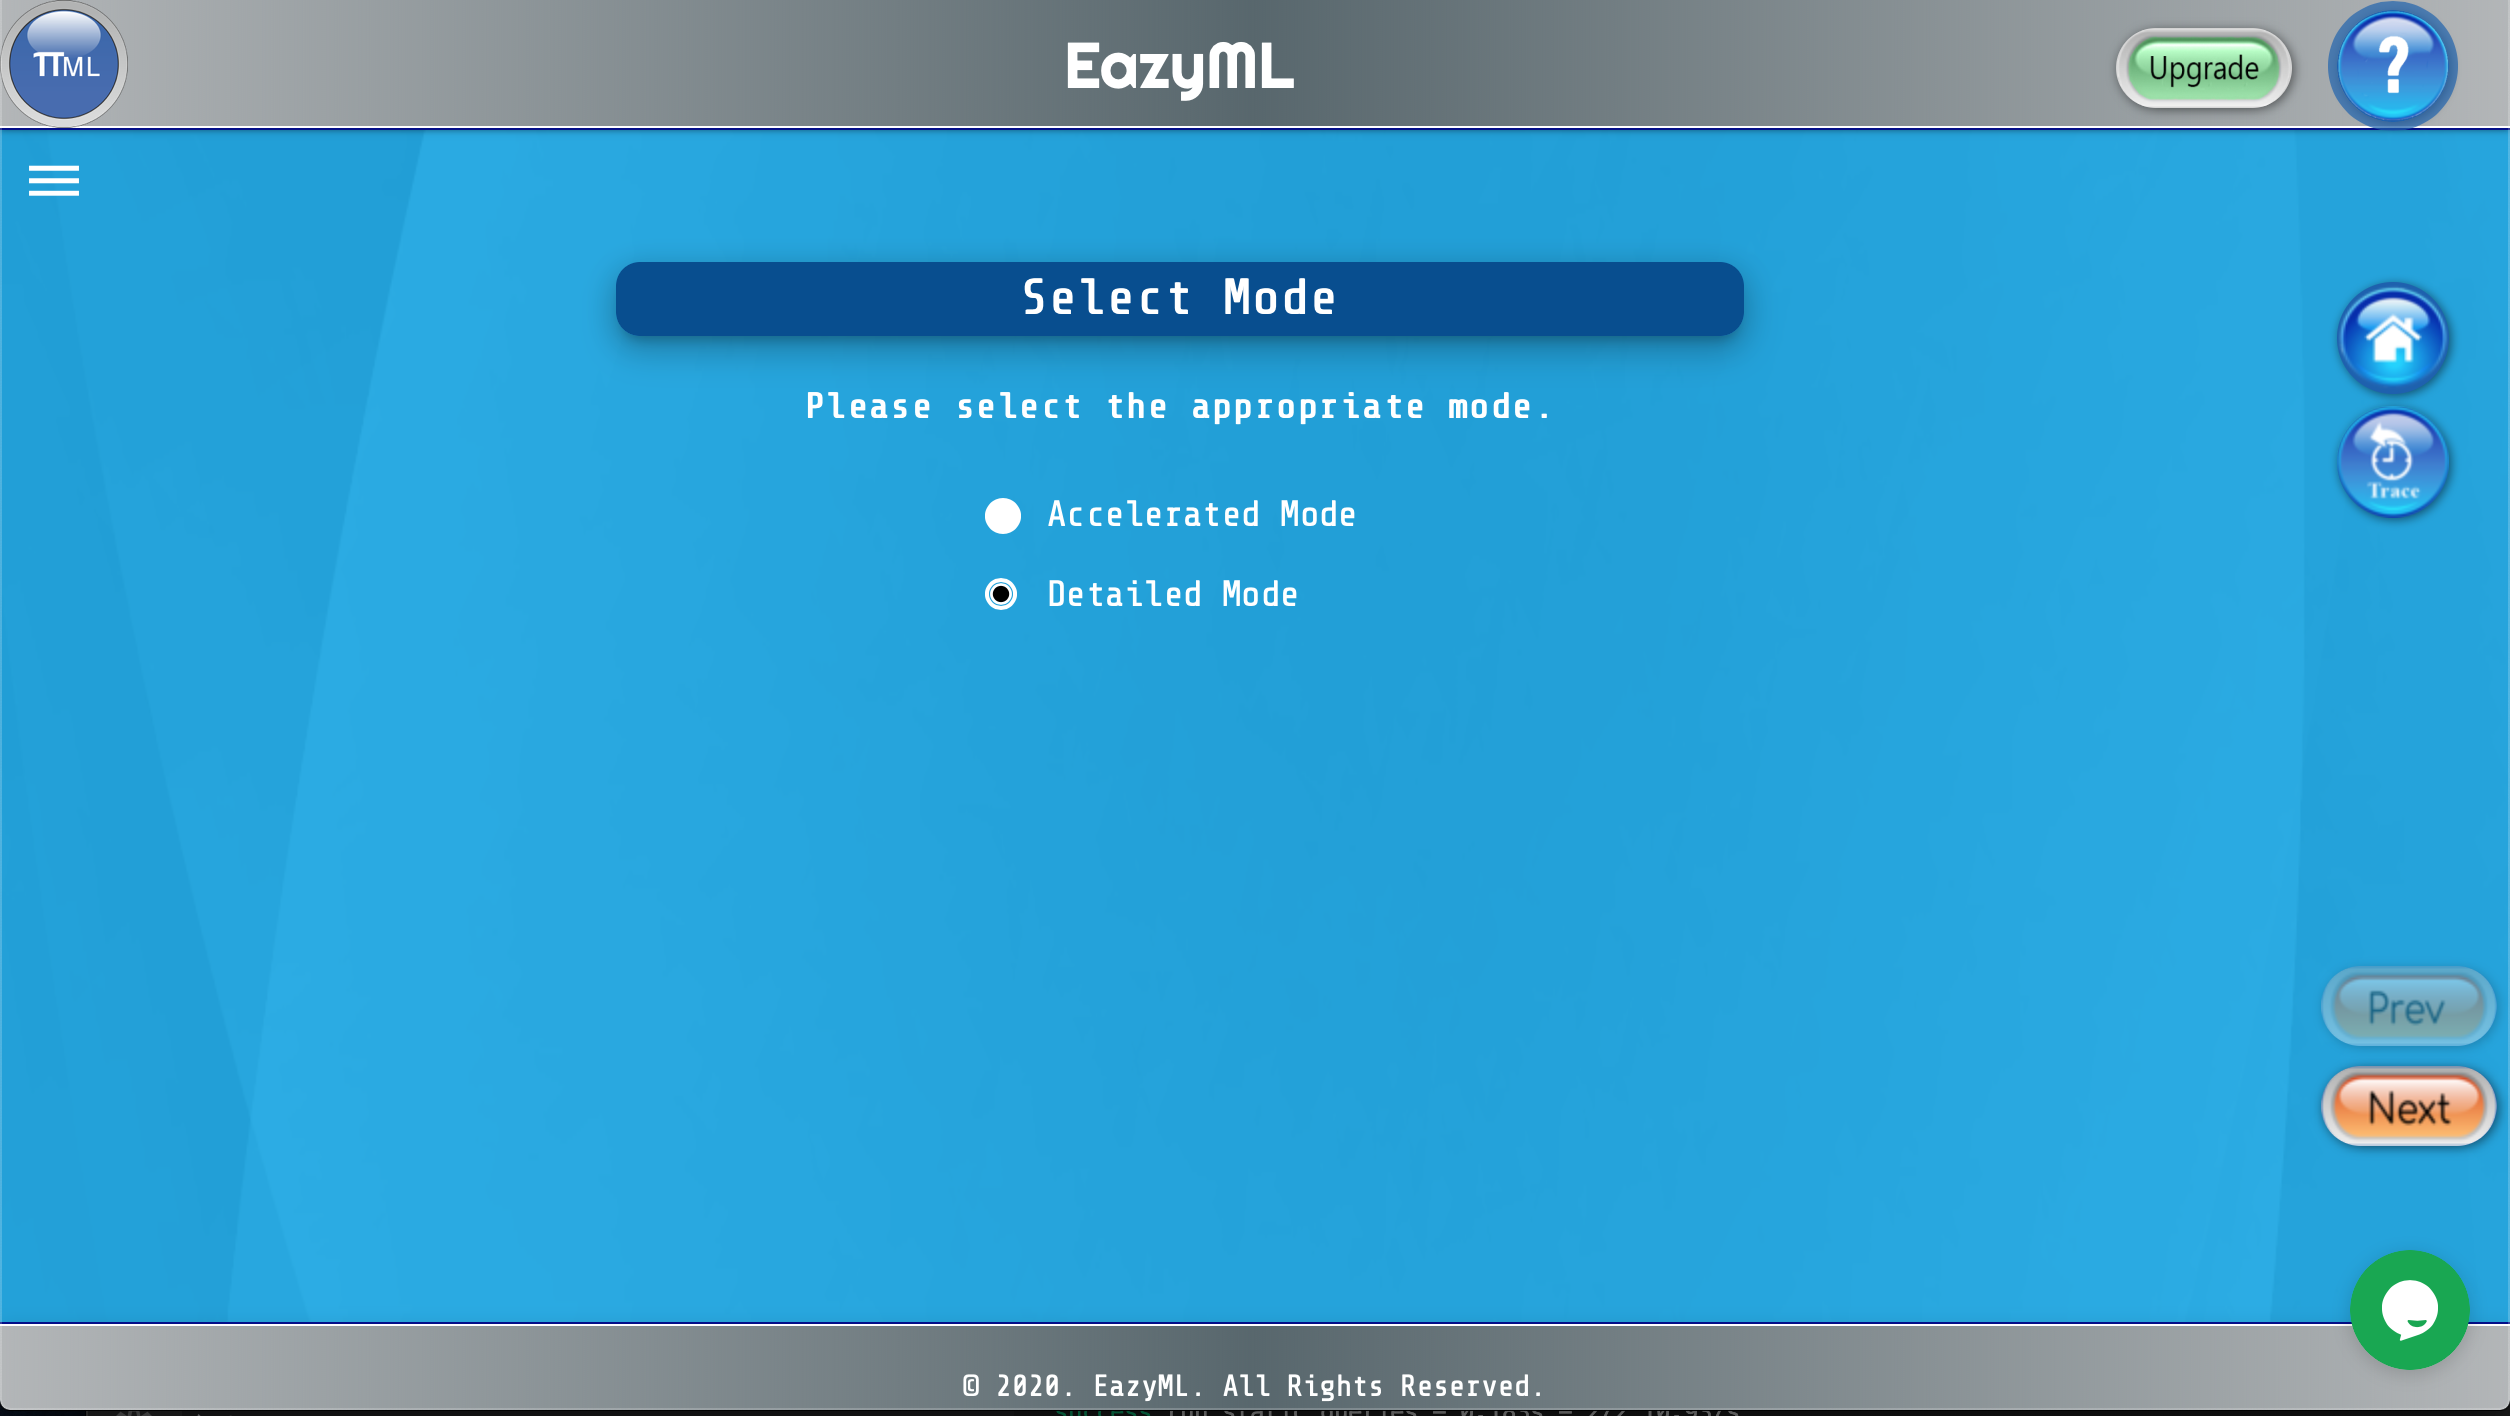 πML
EazyML
Upgrade
?
Select Mode
Please select the appropriate mode.
Accelerated Mode
Detailed Mode
Trace
Prev
Next
© 2020. EazyML. All Rights Reserved.